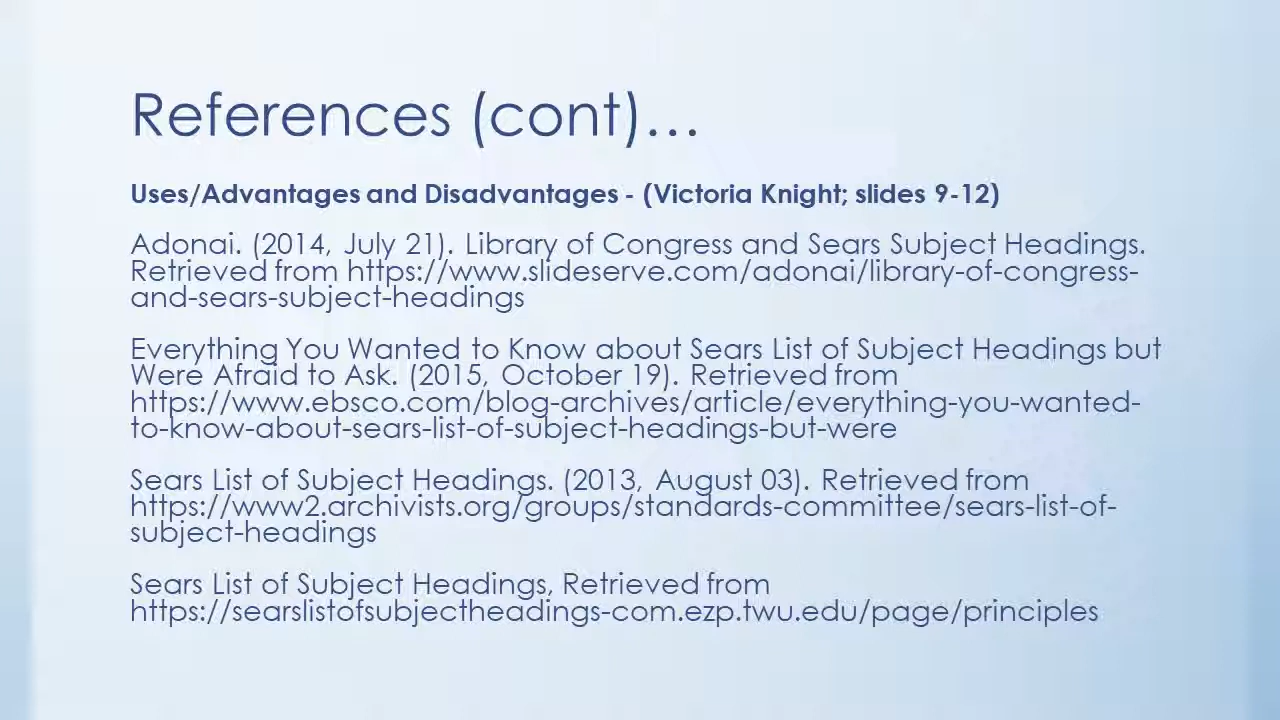 References (cont)…
Uses/Advantages and Disadvantages - (Victoria Knight; slides 9-12)
Adonai. (2014, July 21). Library of Congress and Sears Subject Headings.
Retrieved from https://www.slideserve.com/adonai/library-of-congress-
and-sears-subject-headings
Everything You Wanted to Know about Sears List of Subject Headings but
Were Afraid to Ask. (2015, October 19). Retrieved from
https://www.ebsco.com/blog-archives/article/everything-you-wanted-
to-know-about-sears-list-of-subject-headings-but-were
Sears List of Subject Headings. (2013, August 03). Retrieved from
https://www2.archivists.org/groups/standards-committee/sears-list-of-
subject-headings
Sears List of Subject Headings, Retrieved from
https://searslistofsubjectheadings-com.ezp.twu.edu/page/principles